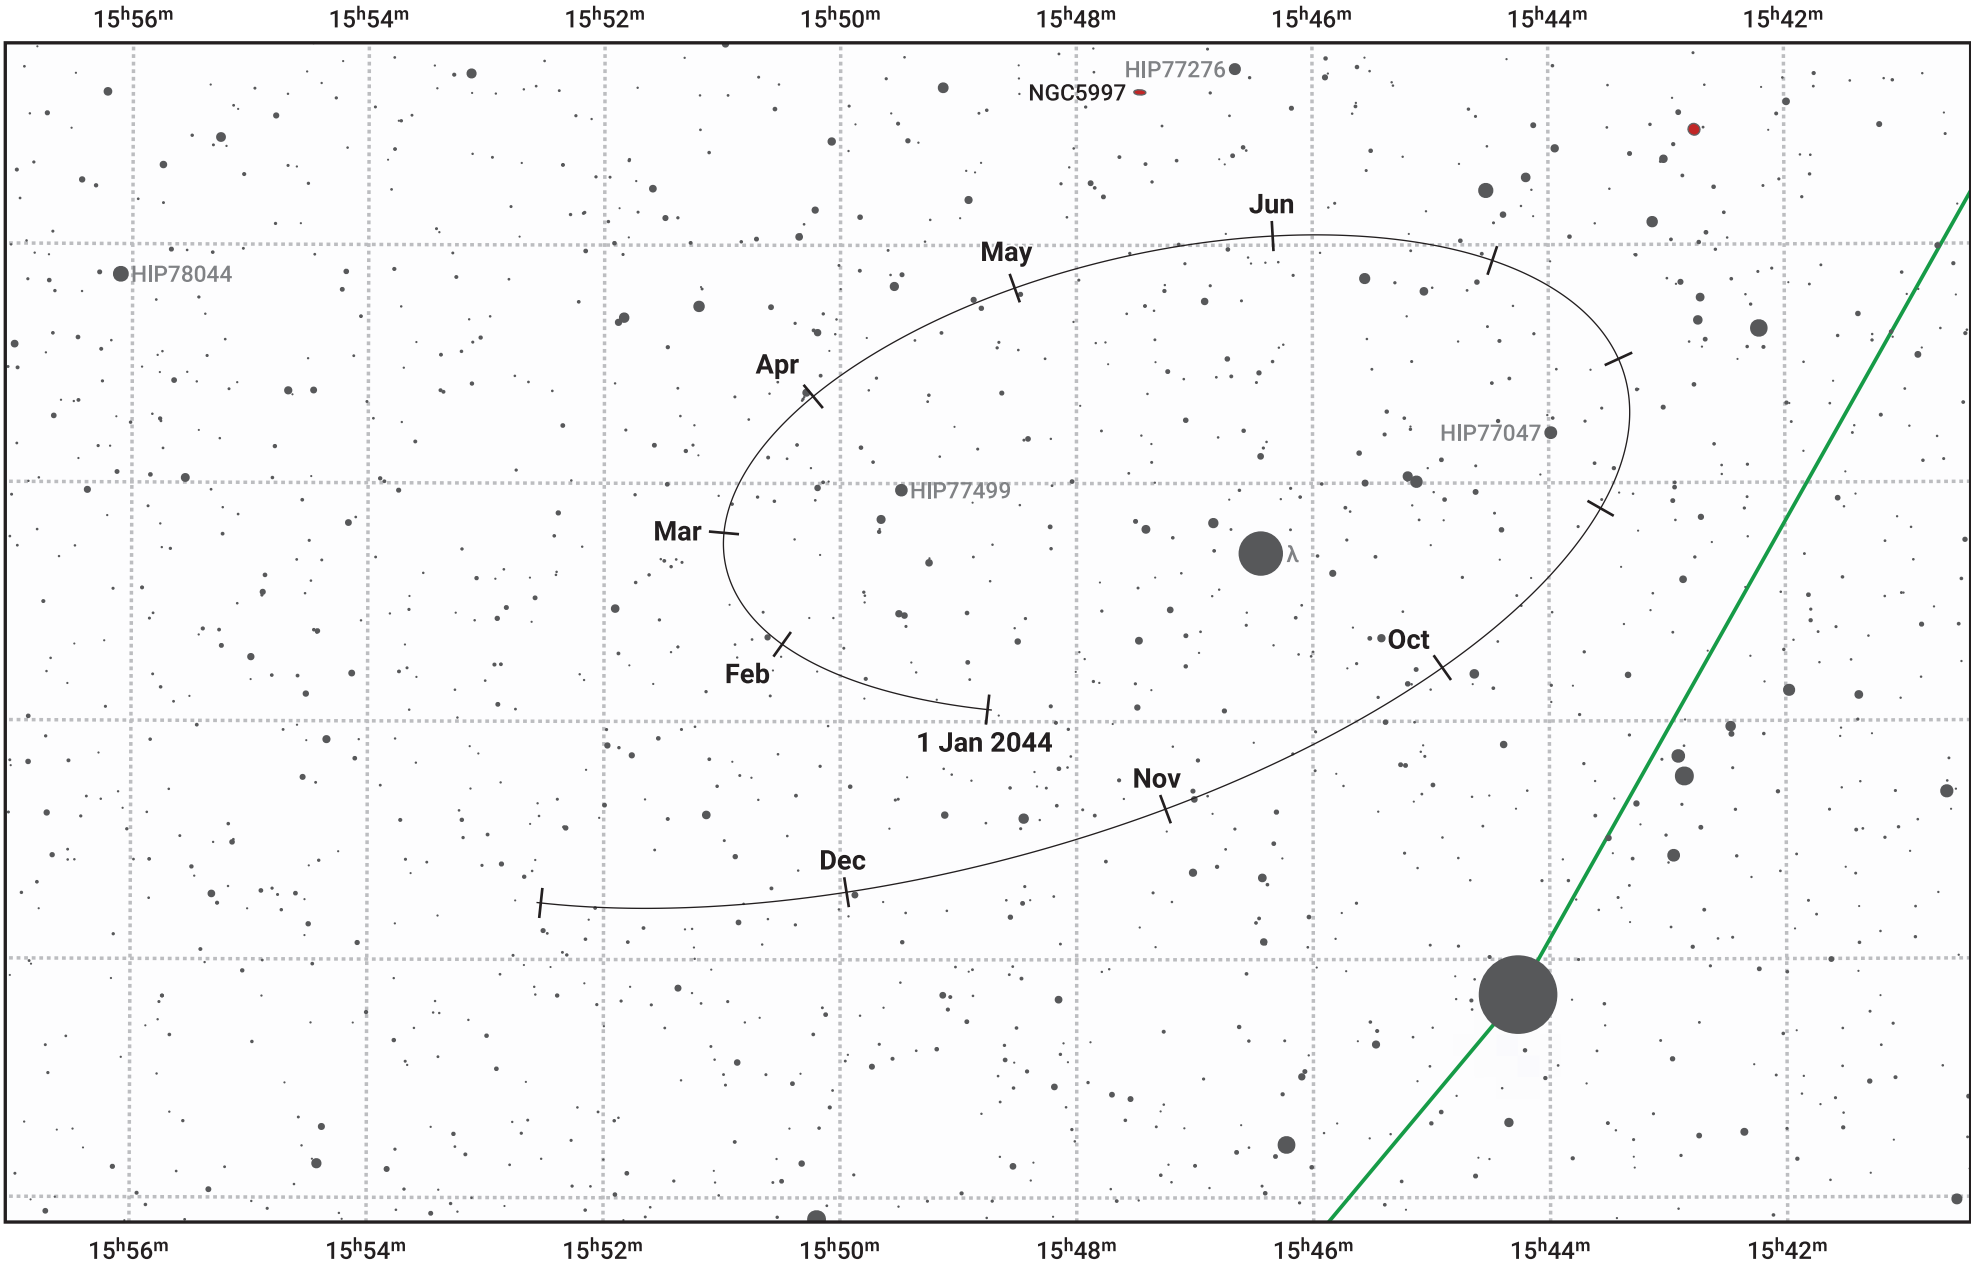 15ʰ56ᵐ 15ʰ54ᵐ 15ʰ52ᵐ 15ʰ50ᵐ 15ʰ48ᵐ 15ʰ46ᵐ 15ʰ44ᵐ 15ʰ42ᵐ
HIP77276
NGC5997
Jun
May
HIP78044
Apr
HIP77047
HIP77499
Mar
λ
Oct
Feb
1 Jan 2044
Nov
Dec
15ʰ56ᵐ 15ʰ54ᵐ 15ʰ52ᵐ 15ʰ50ᵐ 15ʰ48ᵐ 15ʰ46ᵐ 15ʰ44ᵐ 15ʰ42ᵐ